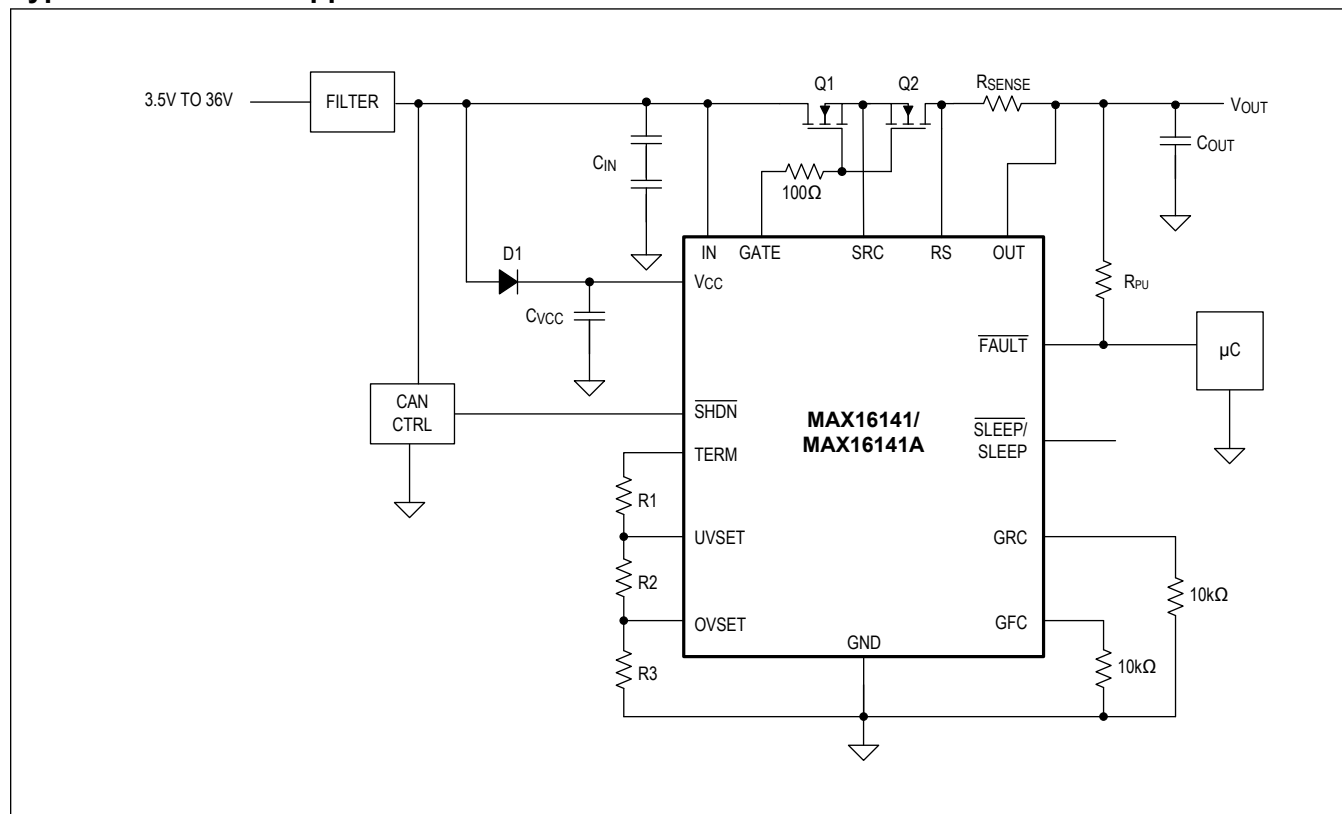 3.5V TO 36V
FILTER
Q1
Q2
RSENSE
VOUT
COUT
CIN
100Ω
IN
GATE
SRC
RS
OUT
D1
VCC
CVCC
RPU
FAULT
µC
CAN
CTRL
SHDN
MAX16141/
MAX16141A
SLEEP/
SLEEP
TERM
R1
UVSET
GRC
R2
10kΩ
OVSET
GFC
R3
GND
10kΩ